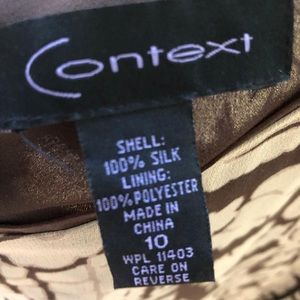 Context
SHELL:
100% SILK
LINING:
100% POLYESTER
MADE IN
CHINA
10
WPL 11403
CARE ON
REVERSE